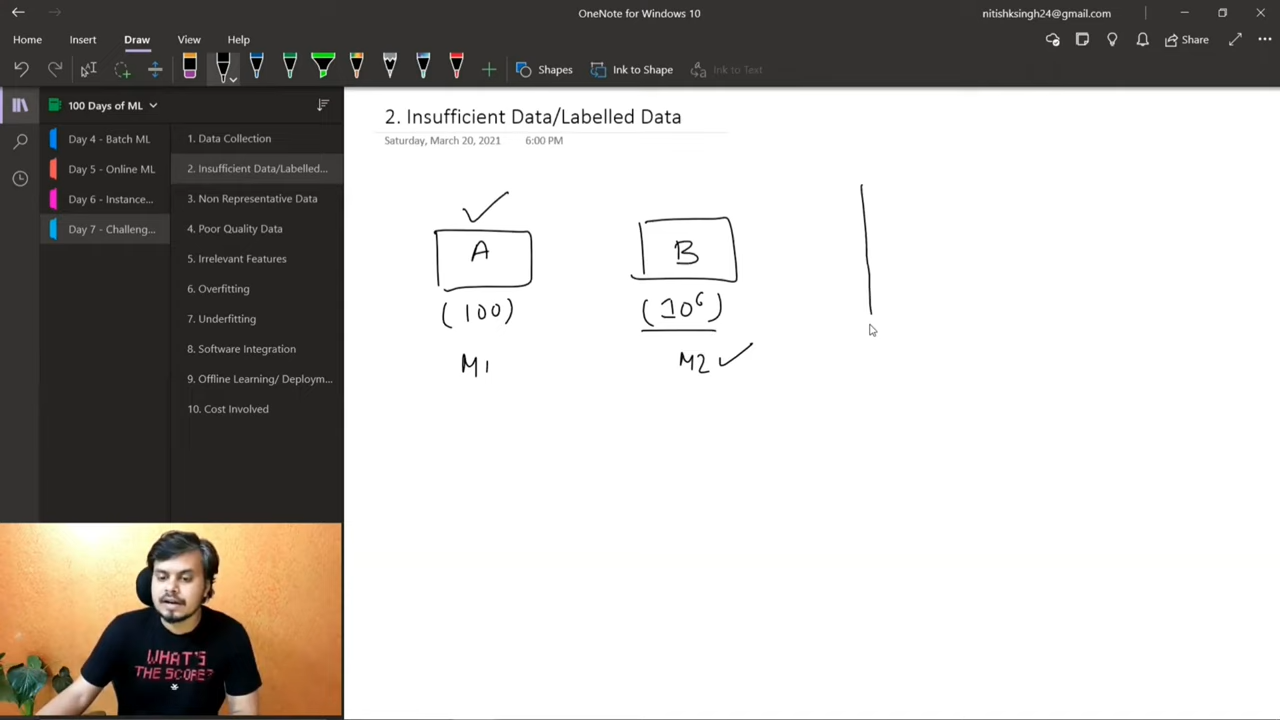 OneNote for Windows 10
nitishksingh24@gmail.com
Home Insert Draw View Help
Share
Shapes
Ink to Shape
Ink to Text
100 Days of ML
Day 4 - Batch ML
Day 5 - Online ML
Day 6 - Instance...
Day 7 - Challeng...
1. Data Collection
2. Insufficient Data/Labelled...
3. Non Representative Data
4. Poor Quality Data
5. Irrelevant Features
6. Overfitting
7. Underfitting
8. Software Integration
9. Offline Learning/ Deploym...
10. Cost Involved
2. Insufficient Data/Labelled Data
Saturday, March 20, 2021 6:00 PM
A B
(100) (10⁶)
M1 M2
WHAT'S
THE SCORE?